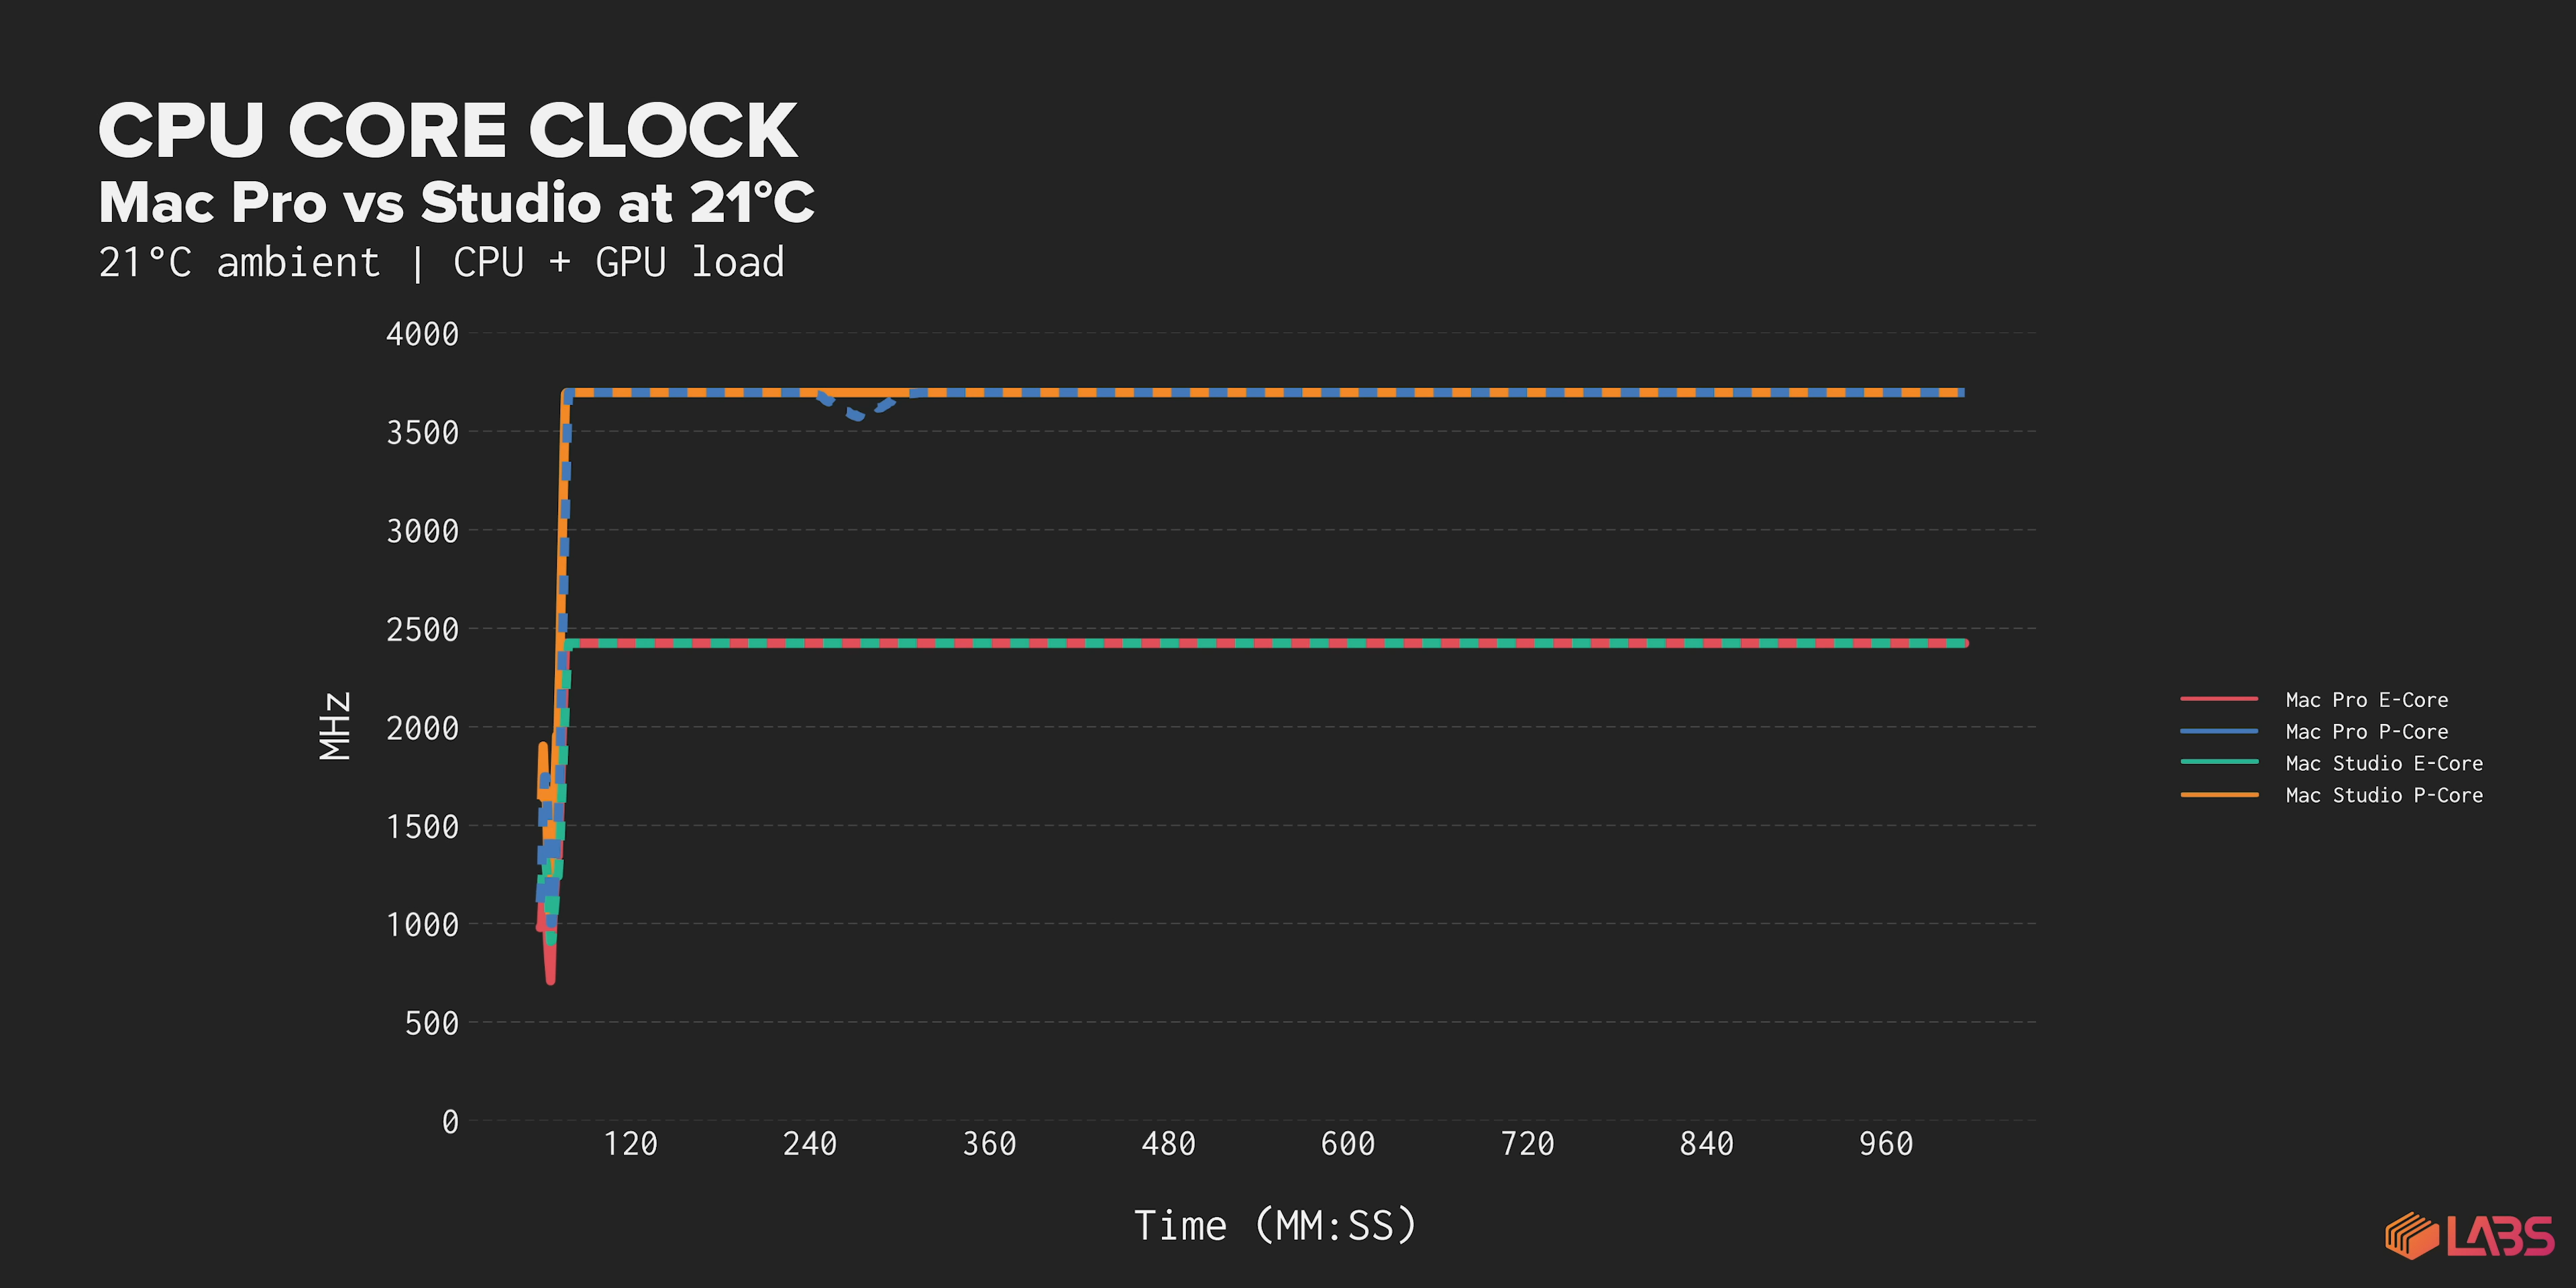 CPU CORE CLOCK
Mac Pro vs Studio at 21°C
21°C ambient | CPU + GPU load
4000
3500
3000
2500
2000
1500
1000
500
0
MHz
120 240 360 480 600 720 840 960
Time (MM:SS)
Mac Pro E-Core
Mac Pro P-Core
Mac Studio E-Core
Mac Studio P-Core
LABS